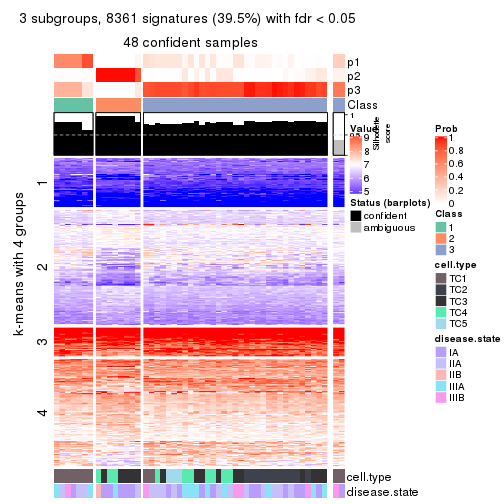 3 subgroups, 8361 signatures (39.5%) with fdr < 0.05
48 confident samples
p1
p2
p3
Class
1
Silhouette
score
k-means with 4 groups
1
2
3
4
cell.type
disease.state
Value
9
8
7
6
5
Status (barplots)
confident
ambiguous
Prob
1
0.8
0.6
0.4
0.2
0
Class
1
2
3
cell.type
TC1
TC2
TC3
TC4
TC5
disease.state
IA
IIA
IIB
IIIA
IIIB